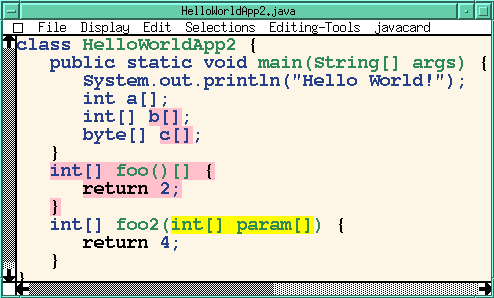 HelloWorldApp2.java
File Display Edit Selections Editing-Tools javacard
class HelloWorldApp2 {
public static void main(String[] args) {
System.out.println("Hello World!");
int a[];
int[] b[];
byte[] c[];
}
int[] foo()[] {
return 2;
}
int[] foo2(int[] param[]) {
return 4;
}
}